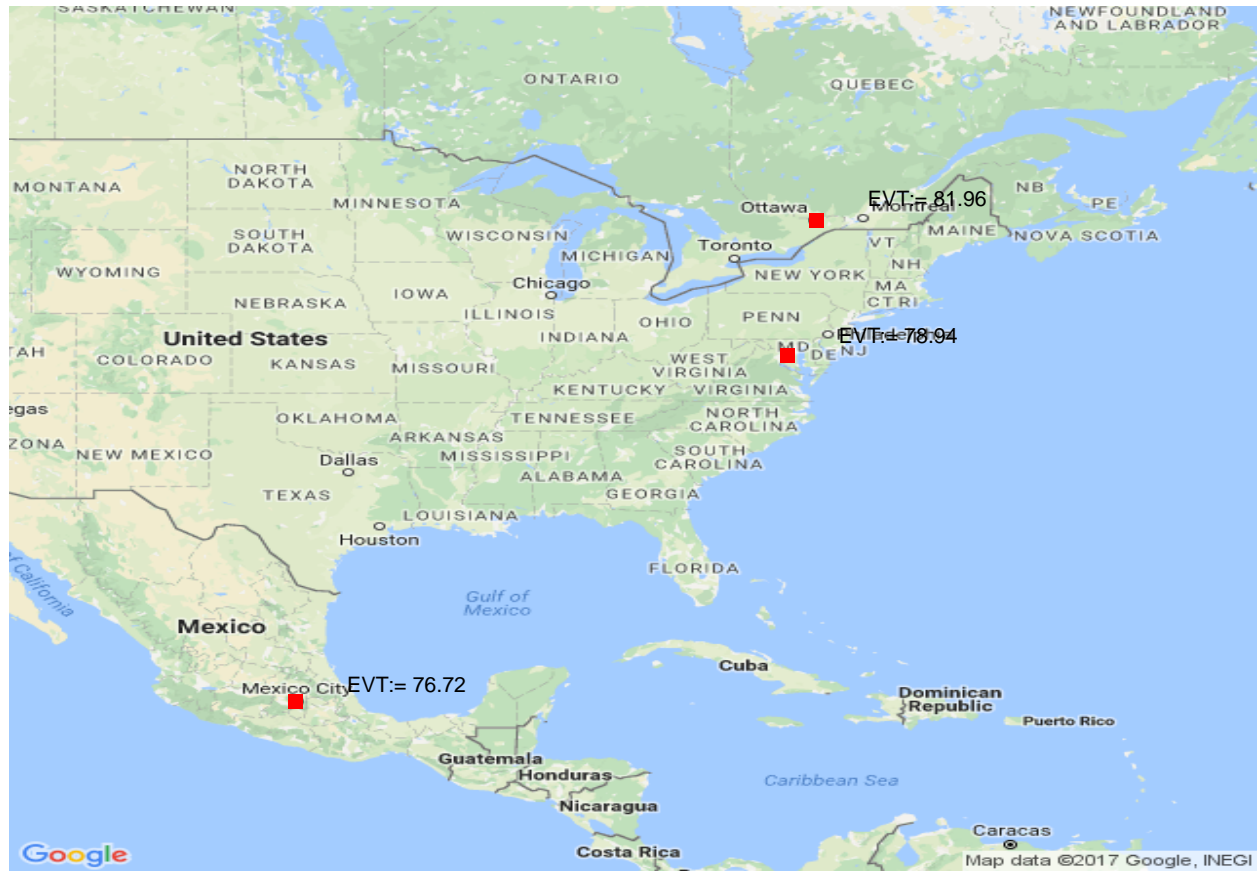 SASKATCHEWAN
NEWFOUNDLAND
AND LABRADOR
ONTARIO
QUEBEC
MONTANA
NORTH
DAKOTA
MINNESOTA
NB
PE
Ottawa
EVT:= 81.96
Montreal
SOUTH
DAKOTA
WISCONSIN
MICHIGAN
Toronto
VT
MAINE
NOVA SCOTIA
WYOMING
NEW YORK
NH
MA
CT RI
Chicago
IOWA
NEBRASKA
ILLINOIS
PENN
OHIO
INDIANA
United States
EVT:= 78.94
MD
DE
NJ
TAH
COLORADO
KANSAS
MISSOURI
WEST
VIRGINIA
KENTUCKY
VIRGINIA
egas
OKLAHOMA
TENNESSEE
NORTH
CAROLINA
ZONA
NEW MEXICO
ARKANSAS
MISSISSIPPI
SOUTH
CAROLINA
Dallas
ALABAMA
TEXAS
GEORGIA
LOUISIANA
Houston
FLORIDA
f California
Gulf of
Mexico
Mexico
Cuba
Mexico City
EVT:= 76.72
Dominican
Republic
Puerto Rico
Guatemala
Honduras
Caribbean Sea
Nicaragua
Caracas
Costa Rica
Google
Map data ©2017 Google, INEGI